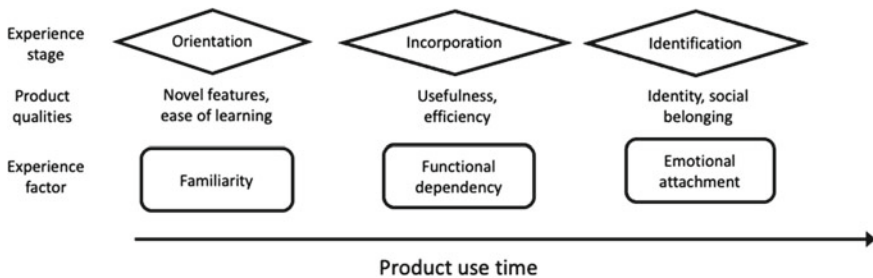 Experience
stage
Orientation
Incorporation
Identification
Product
qualities
Novel features,
ease of learning
Usefulness,
efficiency
Identity, social
belonging
Experience
factor
Familiarity
Functional
dependency
Emotional
attachment
Product use time